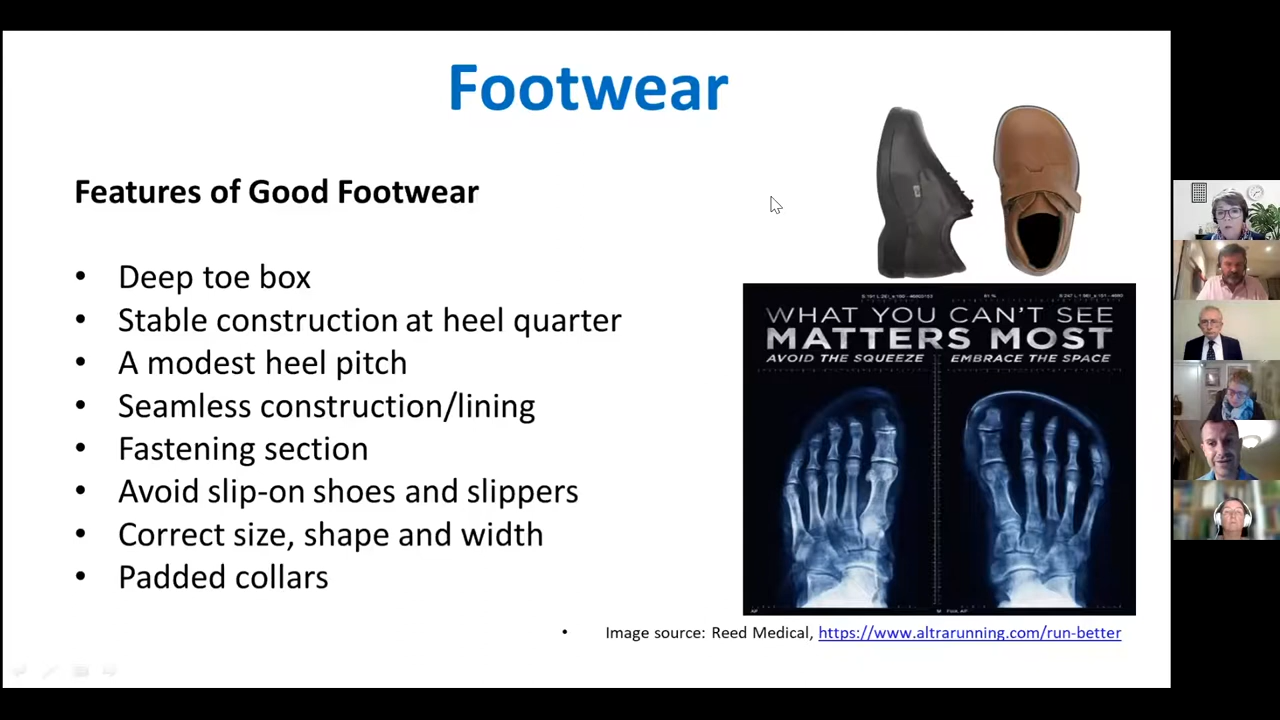 Footwear
Features of Good Footwear
• Deep toe box
• Stable construction at heel quarter
• A modest heel pitch
• Seamless construction/lining
• Fastening section
• Avoid slip-on shoes and slippers
• Correct size, shape and width
• Padded collars
WHAT YOU CAN'T SEE
MATTERS MOST
AVOID THE SQUEEZE EMBRACE THE SPACE
• Image source: Reed Medical, https://www.altrarunning.com/run-better